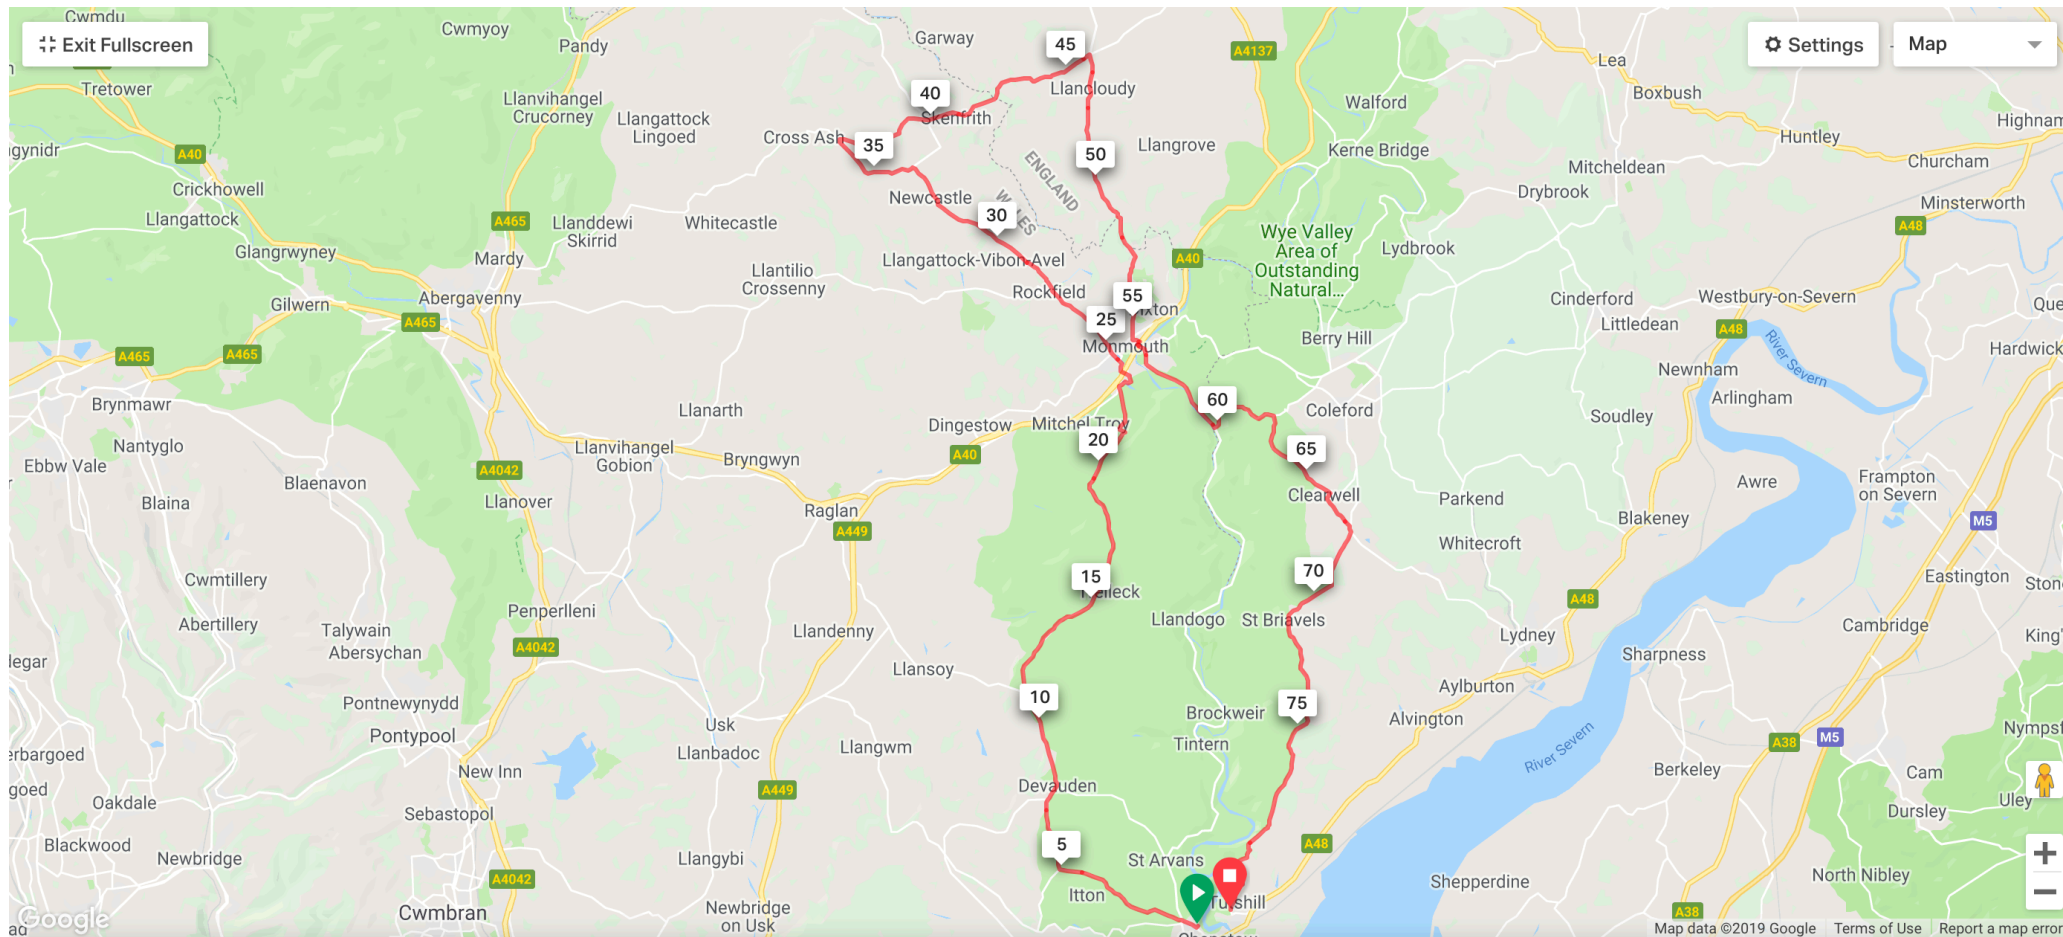 Cwmdu
Exit Fullscreen
Cwmyoy
Pandy
Garway
45
A4137
Settings
Map
Lea
Tretower
Llanvihangel
Crucorney
Llangattock
Lingoed
40
Llancloudy
Walford
Boxbush
Skenfrith
Cross Ash
35
Llangrove
50
Kerne Bridge
Huntley
Highnam
Churcham
Mitcheldean
A40
Crickhowell
Llangattock
ENGLAND
WALES
Newcastle
30
Drybrook
Minsterworth
A465
Llanddewi
Skirrid
Whitecastle
A48
Glangrwyney
Mardy
Llangattock-Vibon-Avel
A40
Wye Valley
Area of
Outstanding
Natural...
Lydbrook
Llantilio
Crossenny
Rockfield
55
Gilwern
Abergavenny
25
Cinderford
Westbury-on-Severn
Littledean
A48
A465
Monmouth
Berry Hill
River Severn
Hardwick
A465
A465
Newnham
Arlingham
Brynmawr
Llanarth
60
Coleford
Soudley
Dingestow
Mitchel Troy
20
Nantyglo
Llanvihangel
Gobion
Bryngwyn
A40
65
Ebbw Vale
A4042
Blaenavon
Clearwell
Parkend
Awre
Frampton
on Severn
Blaina
Llanover
Raglan
A449
Blakeney
M5
Whitecroft
Cwmtillery
15
70
Eastington
Penperlleni
Llandogo
St Briavels
A48
Abertillery
Talywain
Abersychan
A4042
Llandenny
Lydney
Cambridge
Sharpness
Llansoy
10
Aylburton
Pontnewynydd
75
Brockweir
Alvington
Usk
Pontypool
Llanbadoc
Llangwm
Tintern
River Severn
A38
M5
New Inn
Devauden
Berkeley
Cam
A449
Oakdale
Sebastopol
Dursley
Uley
Blackwood
Newbridge
Llangybi
5
St Arvans
A48
A4042
Itton
Shepperdine
North Nibley
Cwmbran
Newbridge
on Usk
A38
Google
Map data ©2019 Google
Terms of Use
Report a map error